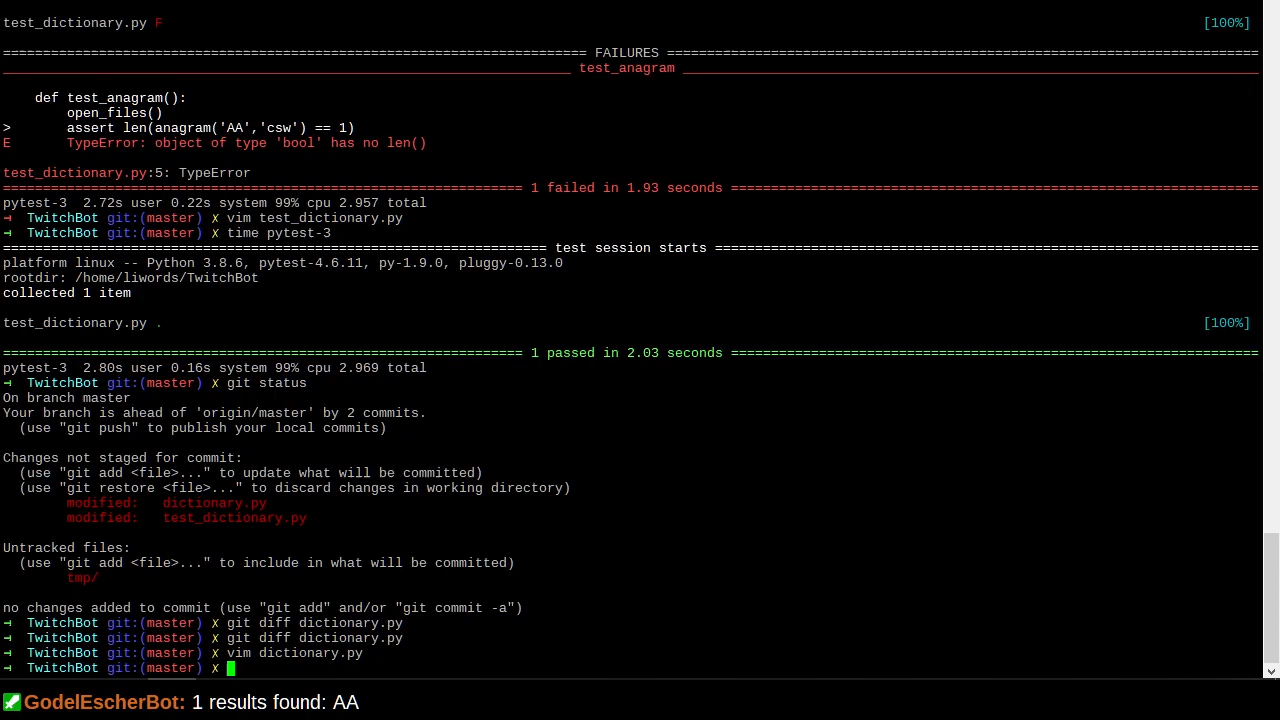 test_dictionary.py F [100%]
=========================================================================== FAILURES ===========================================================================
_______________________________________________________________________ test_anagram ________________________________________________________________________
def test_anagram():
open_files()
> assert len(anagram('AA','csw') == 1)
E TypeError: object of type 'bool' has no len()
test_dictionary.py:5: TypeError
================================================================= 1 failed in 1.93 seconds ==================================================================
pytest-3 2.72s user 0.22s system 99% cpu 2.957 total
→ TwitchBot git:(master) ✗ vim test_dictionary.py
→ TwitchBot git:(master) ✗ time pytest-3
==================================================================== test session starts ====================================================================
platform linux -- Python 3.8.6, pytest-4.6.11, py-1.9.0, pluggy-0.13.0
rootdir: /home/liwords/TwitchBot
collected 1 item
test_dictionary.py . [100%]
================================================================= 1 passed in 2.03 seconds ==================================================================
pytest-3 2.80s user 0.16s system 99% cpu 2.969 total
→ TwitchBot git:(master) ✗ git status
On branch master
Your branch is ahead of 'origin/master' by 2 commits.
(use "git push" to publish your local commits)
Changes not staged for commit:
(use "git add <file>..." to update what will be committed)
(use "git restore <file>..." to discard changes in working directory)
modified: dictionary.py
modified: test_dictionary.py
Untracked files:
(use "git add <file>..." to include in what will be committed)
tmp/
no changes added to commit (use "git add" and/or "git commit -a")
→ TwitchBot git:(master) ✗ git diff dictionary.py
→ TwitchBot git:(master) ✗ git diff dictionary.py
→ TwitchBot git:(master) ✗ vim dictionary.py
→ TwitchBot git:(master) ✗
GodelEscherBot: 1 results found: AA